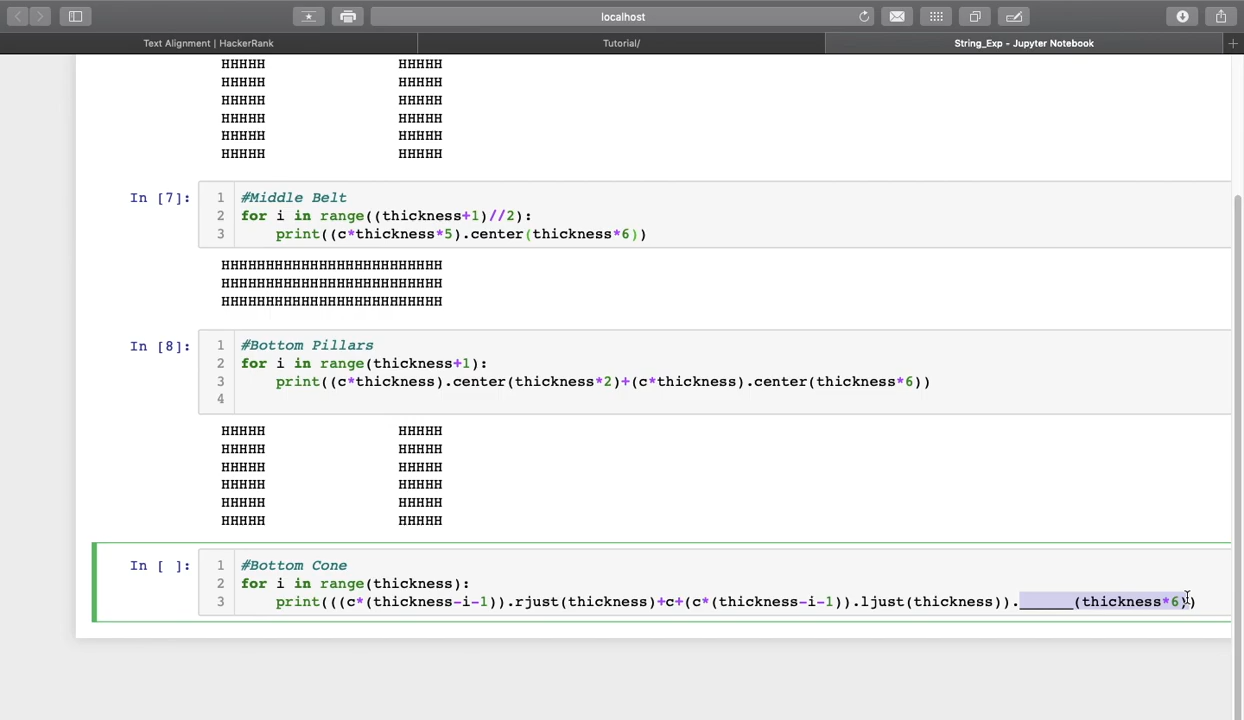 localhost
Text Alignment | HackerRank Tutorial/ String_Exp - Jupyter Notebook
HHHHH HHHHH
HHHHH HHHHH
HHHHH HHHHH
HHHHH HHHHH
HHHHH HHHHH
HHHHH HHHHH
In [7]: 1 #Middle Belt
2 for i in range((thickness+1)//2):
3 print((c*thickness*5).center(thickness*6))
HHHHHHHHHHHHHHHHHHHHHHHHH
HHHHHHHHHHHHHHHHHHHHHHHHH
HHHHHHHHHHHHHHHHHHHHHHHHH
In [8]: 1 #Bottom Pillars
2 for i in range(thickness+1):
3 print((c*thickness).center(thickness*2)+(c*thickness).center(thickness*6))
4
HHHHH HHHHH
HHHHH HHHHH
HHHHH HHHHH
HHHHH HHHHH
HHHHH HHHHH
HHHHH HHHHH
In [ ]: 1 #Bottom Cone
2 for i in range(thickness):
3 print(((c*(thickness-i-1)).rjust(thickness)+c+(c*(thickness-i-1)).ljust(thickness)).______(thickness*6))